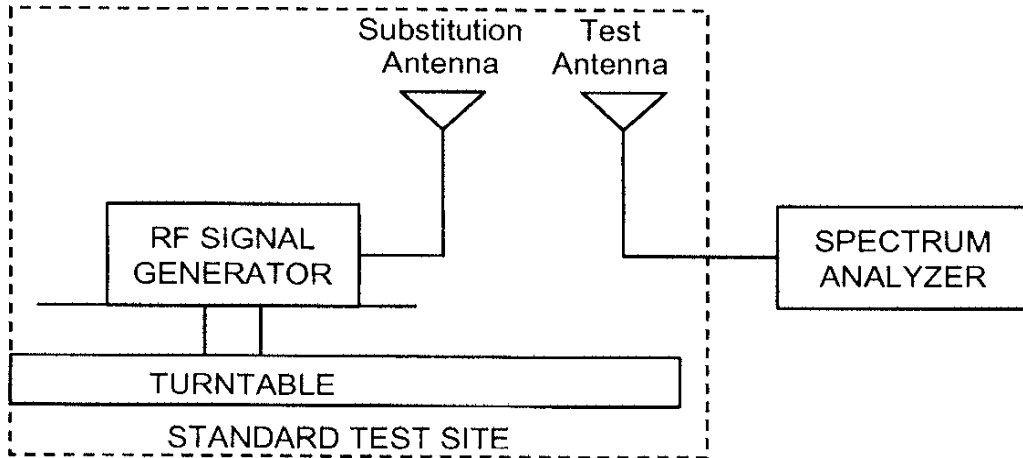 Substitution
Antenna
Test
Antenna
RF SIGNAL
GENERATOR
SPECTRUM
ANALYZER
TURNTABLE
STANDARD TEST SITE